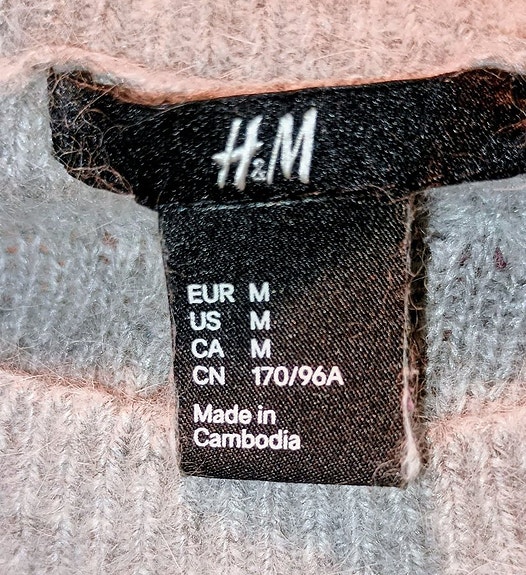 H&M
EUR M
US M
CA M
CN 170/96A
Made in
Cambodia